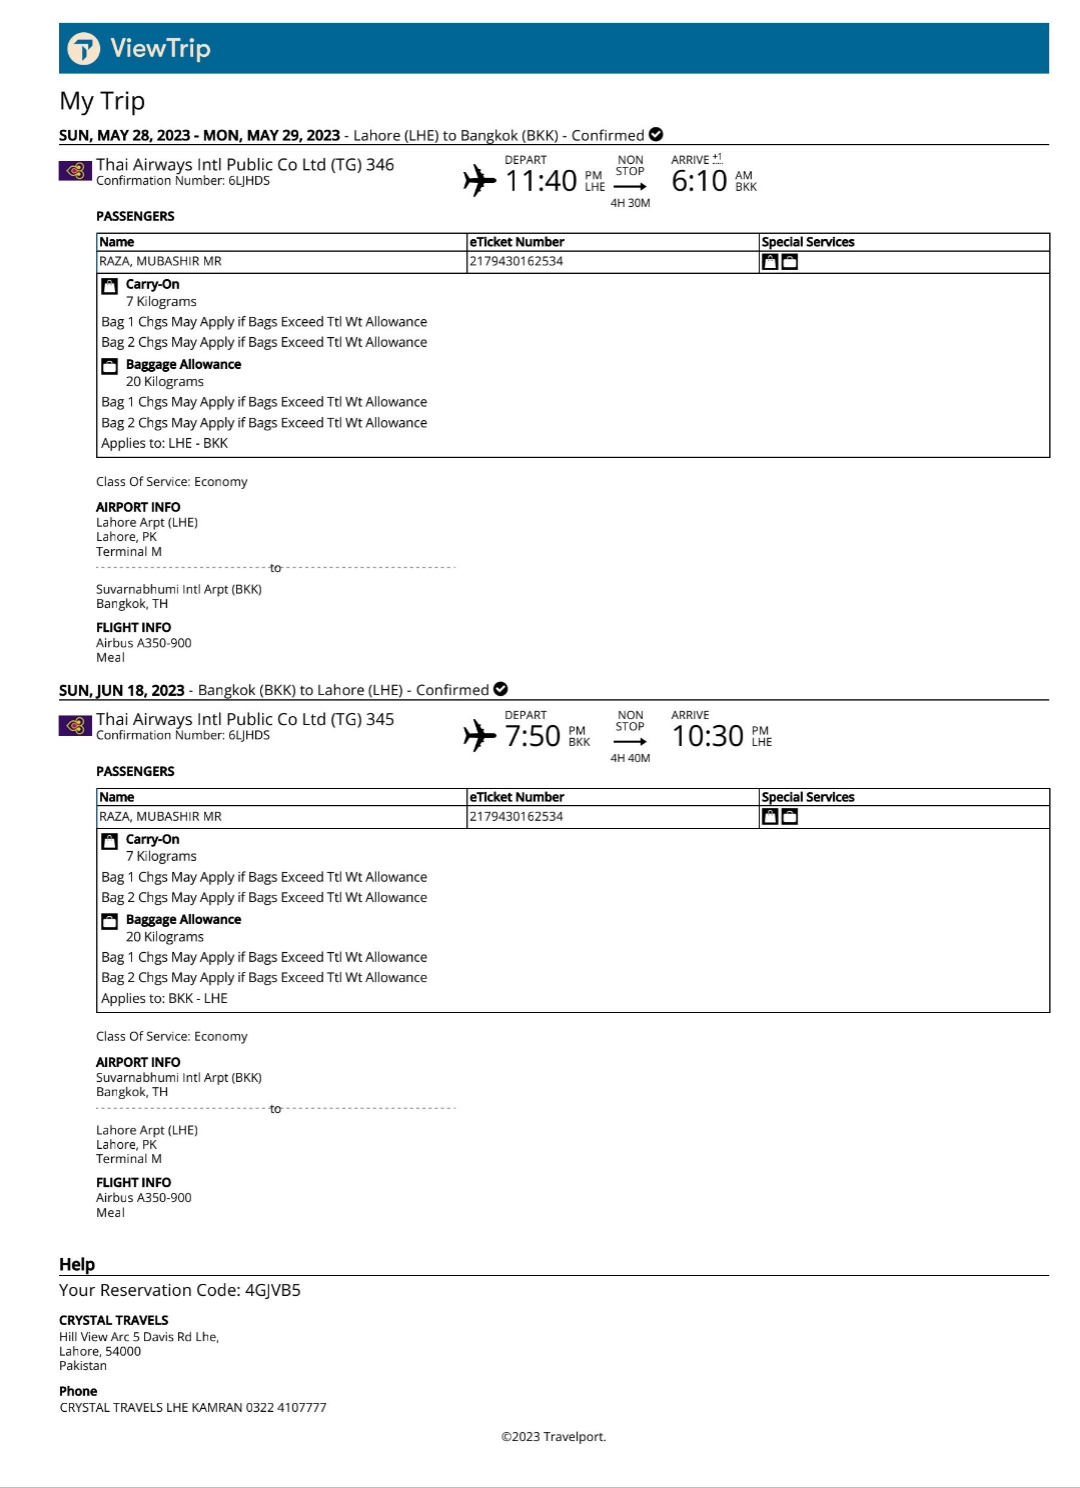 ViewTrip
My Trip
SUN, MAY 28, 2023 - MON, MAY 29, 2023 - Lahore (LHE) to Bangkok (BKK) - Confirmed
Thai Airways Intl Public Co Ltd (TG) 346
Confirmation Number: 6LJHDS
DEPART
11:40 PM LHE
NON STOP
4H 30M
ARRIVE +1
6:10 AM BKK
PASSENGERS
Name eTicket Number Special Services
RAZA, MUBASHIR MR 2179430162534
Carry-On
7 Kilograms
Bag 1 Chgs May Apply if Bags Exceed Ttl Wt Allowance
Bag 2 Chgs May Apply if Bags Exceed Ttl Wt Allowance
Baggage Allowance
20 Kilograms
Bag 1 Chgs May Apply if Bags Exceed Ttl Wt Allowance
Bag 2 Chgs May Apply if Bags Exceed Ttl Wt Allowance
Applies to: LHE - BKK
Class Of Service: Economy
AIRPORT INFO
Lahore Arpt (LHE)
Lahore, PK
Terminal M
to
Suvarnabhumi Intl Arpt (BKK)
Bangkok, TH
FLIGHT INFO
Airbus A350-900
Meal
SUN, JUN 18, 2023 - Bangkok (BKK) to Lahore (LHE) - Confirmed
Thai Airways Intl Public Co Ltd (TG) 345
Confirmation Number: 6LJHDS
DEPART
7:50 PM BKK
NON STOP
4H 40M
ARRIVE
10:30 PM LHE
PASSENGERS
Name eTicket Number Special Services
RAZA, MUBASHIR MR 2179430162534
Carry-On
7 Kilograms
Bag 1 Chgs May Apply if Bags Exceed Ttl Wt Allowance
Bag 2 Chgs May Apply if Bags Exceed Ttl Wt Allowance
Baggage Allowance
20 Kilograms
Bag 1 Chgs May Apply if Bags Exceed Ttl Wt Allowance
Bag 2 Chgs May Apply if Bags Exceed Ttl Wt Allowance
Applies to: BKK - LHE
Class Of Service: Economy
AIRPORT INFO
Suvarnabhumi Intl Arpt (BKK)
Bangkok, TH
to
Lahore Arpt (LHE)
Lahore, PK
Terminal M
FLIGHT INFO
Airbus A350-900
Meal
Help
Your Reservation Code: 4GJVB5
CRYSTAL TRAVELS
Hill View Arc 5 Davis Rd Lhe,
Lahore, 54000
Pakistan
Phone
CRYSTAL TRAVELS LHE KAMRAN 0322 4107777
©2023 Travelport.